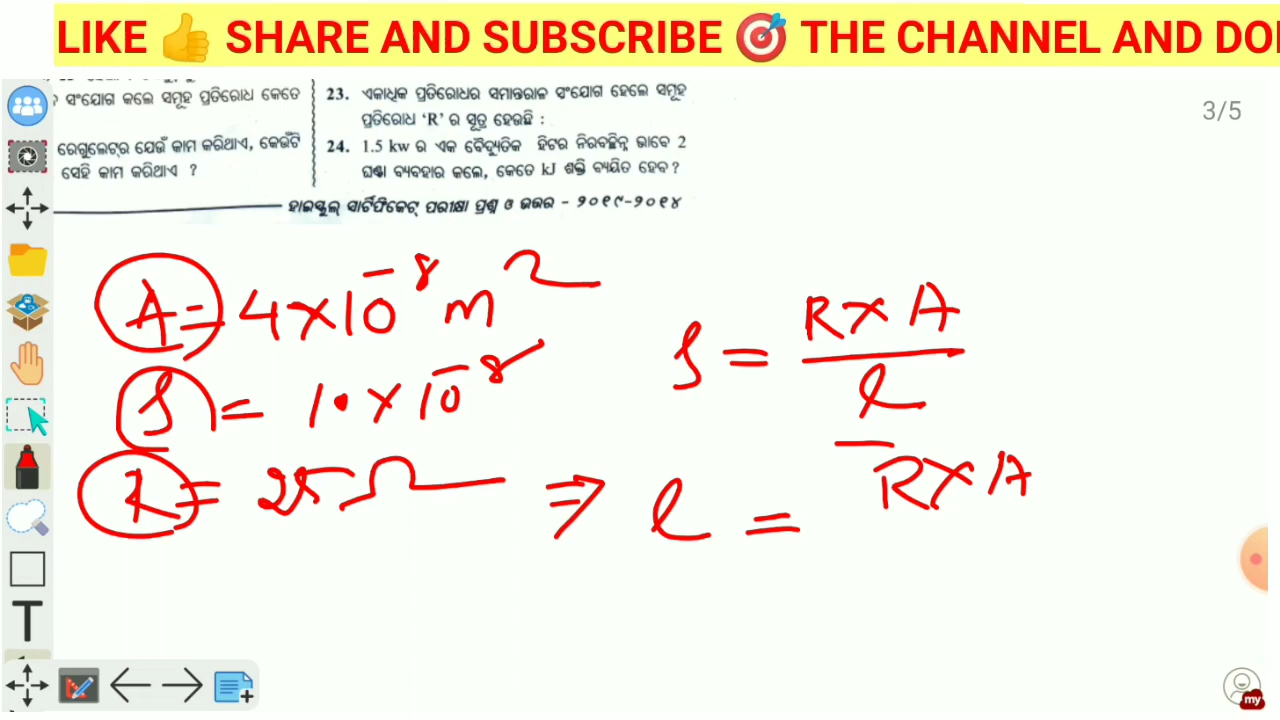 LIKE 👍 SHARE AND SUBSCRIBE 🎯 THE CHANNEL AND DO
ସଂଯୋଗ କଲେ ସମୂହ ପ୍ରତିରୋଧ କେତେ
ରେଗୁଲେଟ୍‌ର ଯେଉଁ କାମ କରିଥାଏ, କେଉଁଟି
ସେହି କାମ କରିଥାଏ ?
23. ଏକାଧିକ ପ୍ରତିରୋଧର ସମାନ୍ତରାଳ ସଂଯୋଗ ହେଲେ ସମୂହ
ପ୍ରତିରୋଧ ‘R’ ର ସୂତ୍ର ହେଉଛି :
24. 1.5 kw ର ଏକ ବୈଦ୍ୟୁତିକ ହିଟର ନିରବଚ୍ଛିନ୍ନ ଭାବେ 2
ଘଣ୍ଟା ବ୍ୟବହାର କଲେ, କେତେ kJ ଶକ୍ତି ବ୍ୟୟିତ ହେବ ?
ହାଇସ୍କୁଲ୍ ସାର୍ଟିଫିକେଟ୍ ପରୀକ୍ଷା ପ୍ରଶ୍ନ ଓ ଉତ୍ତର - ୨୦୧୯-୨୦୧୪
3/5
A = 4×10⁻⁸ m²
ρ = 1·×10⁻⁸
R = 25Ω
ρ = R×A / l
⇒ l = R×A
T
my